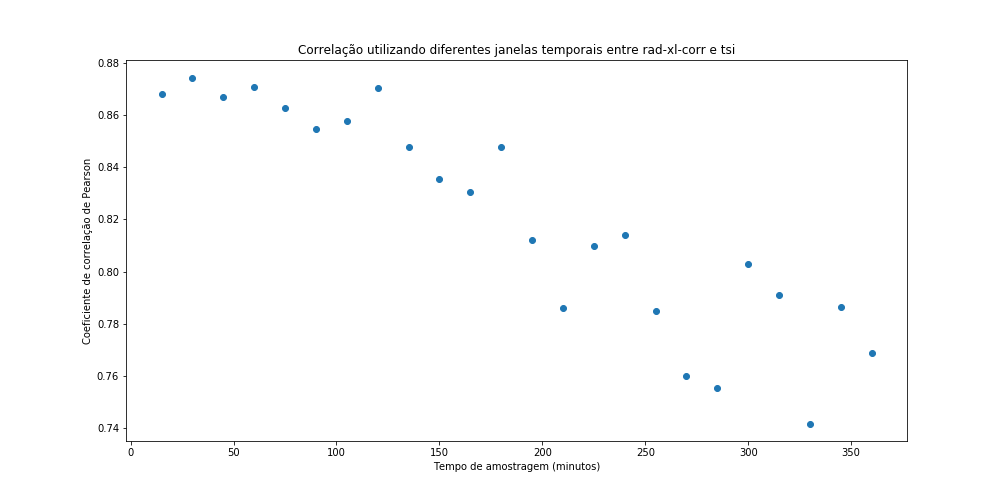 Correlação utilizando diferentes janelas temporais entre rad-xl-corr e tsi
0.88
0.86
0.84
0.82
0.80
0.78
0.76
0.74
Coeficiente de correlação de Pearson
0 50 100 150 200 250 300 350
Tempo de amostragem (minutos)